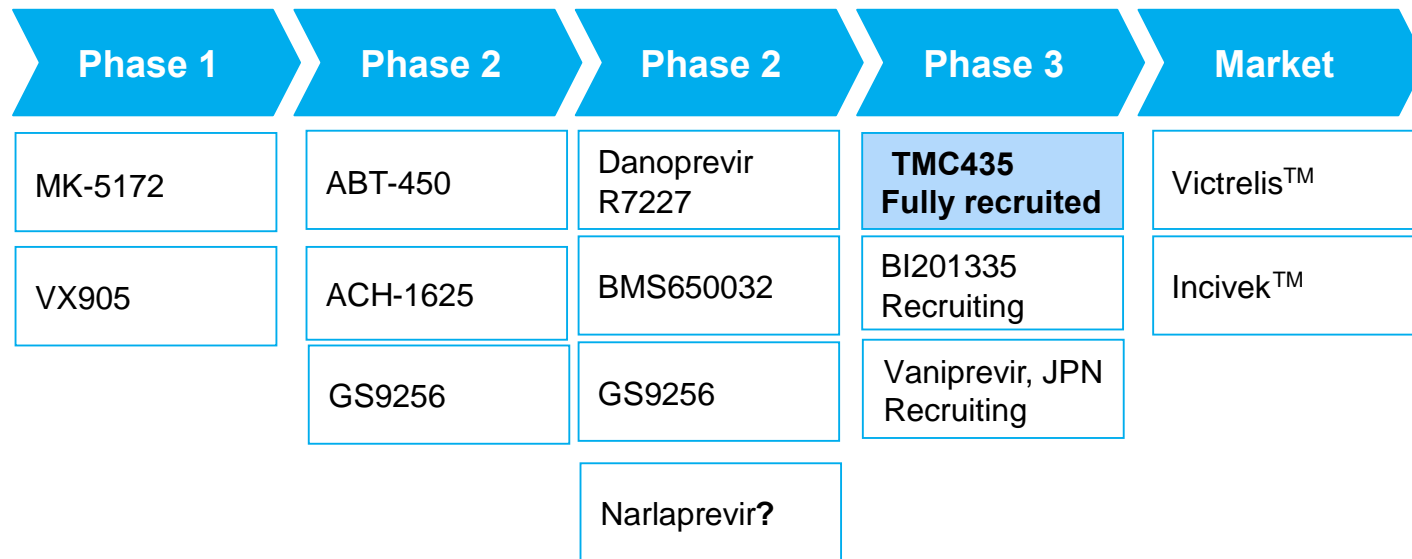 Phase 1
Phase 2
Phase 2
Phase 3
Market
MK-5172
VX905
ABT-450
ACH-1625
GS9256
Danoprevir
R7227
BMS650032
GS9256
Narlaprevir?
TMC435
Fully recruited
BI201335
Recruiting
Vaniprevir, JPN
Recruiting
Victrelis™
Incivek™